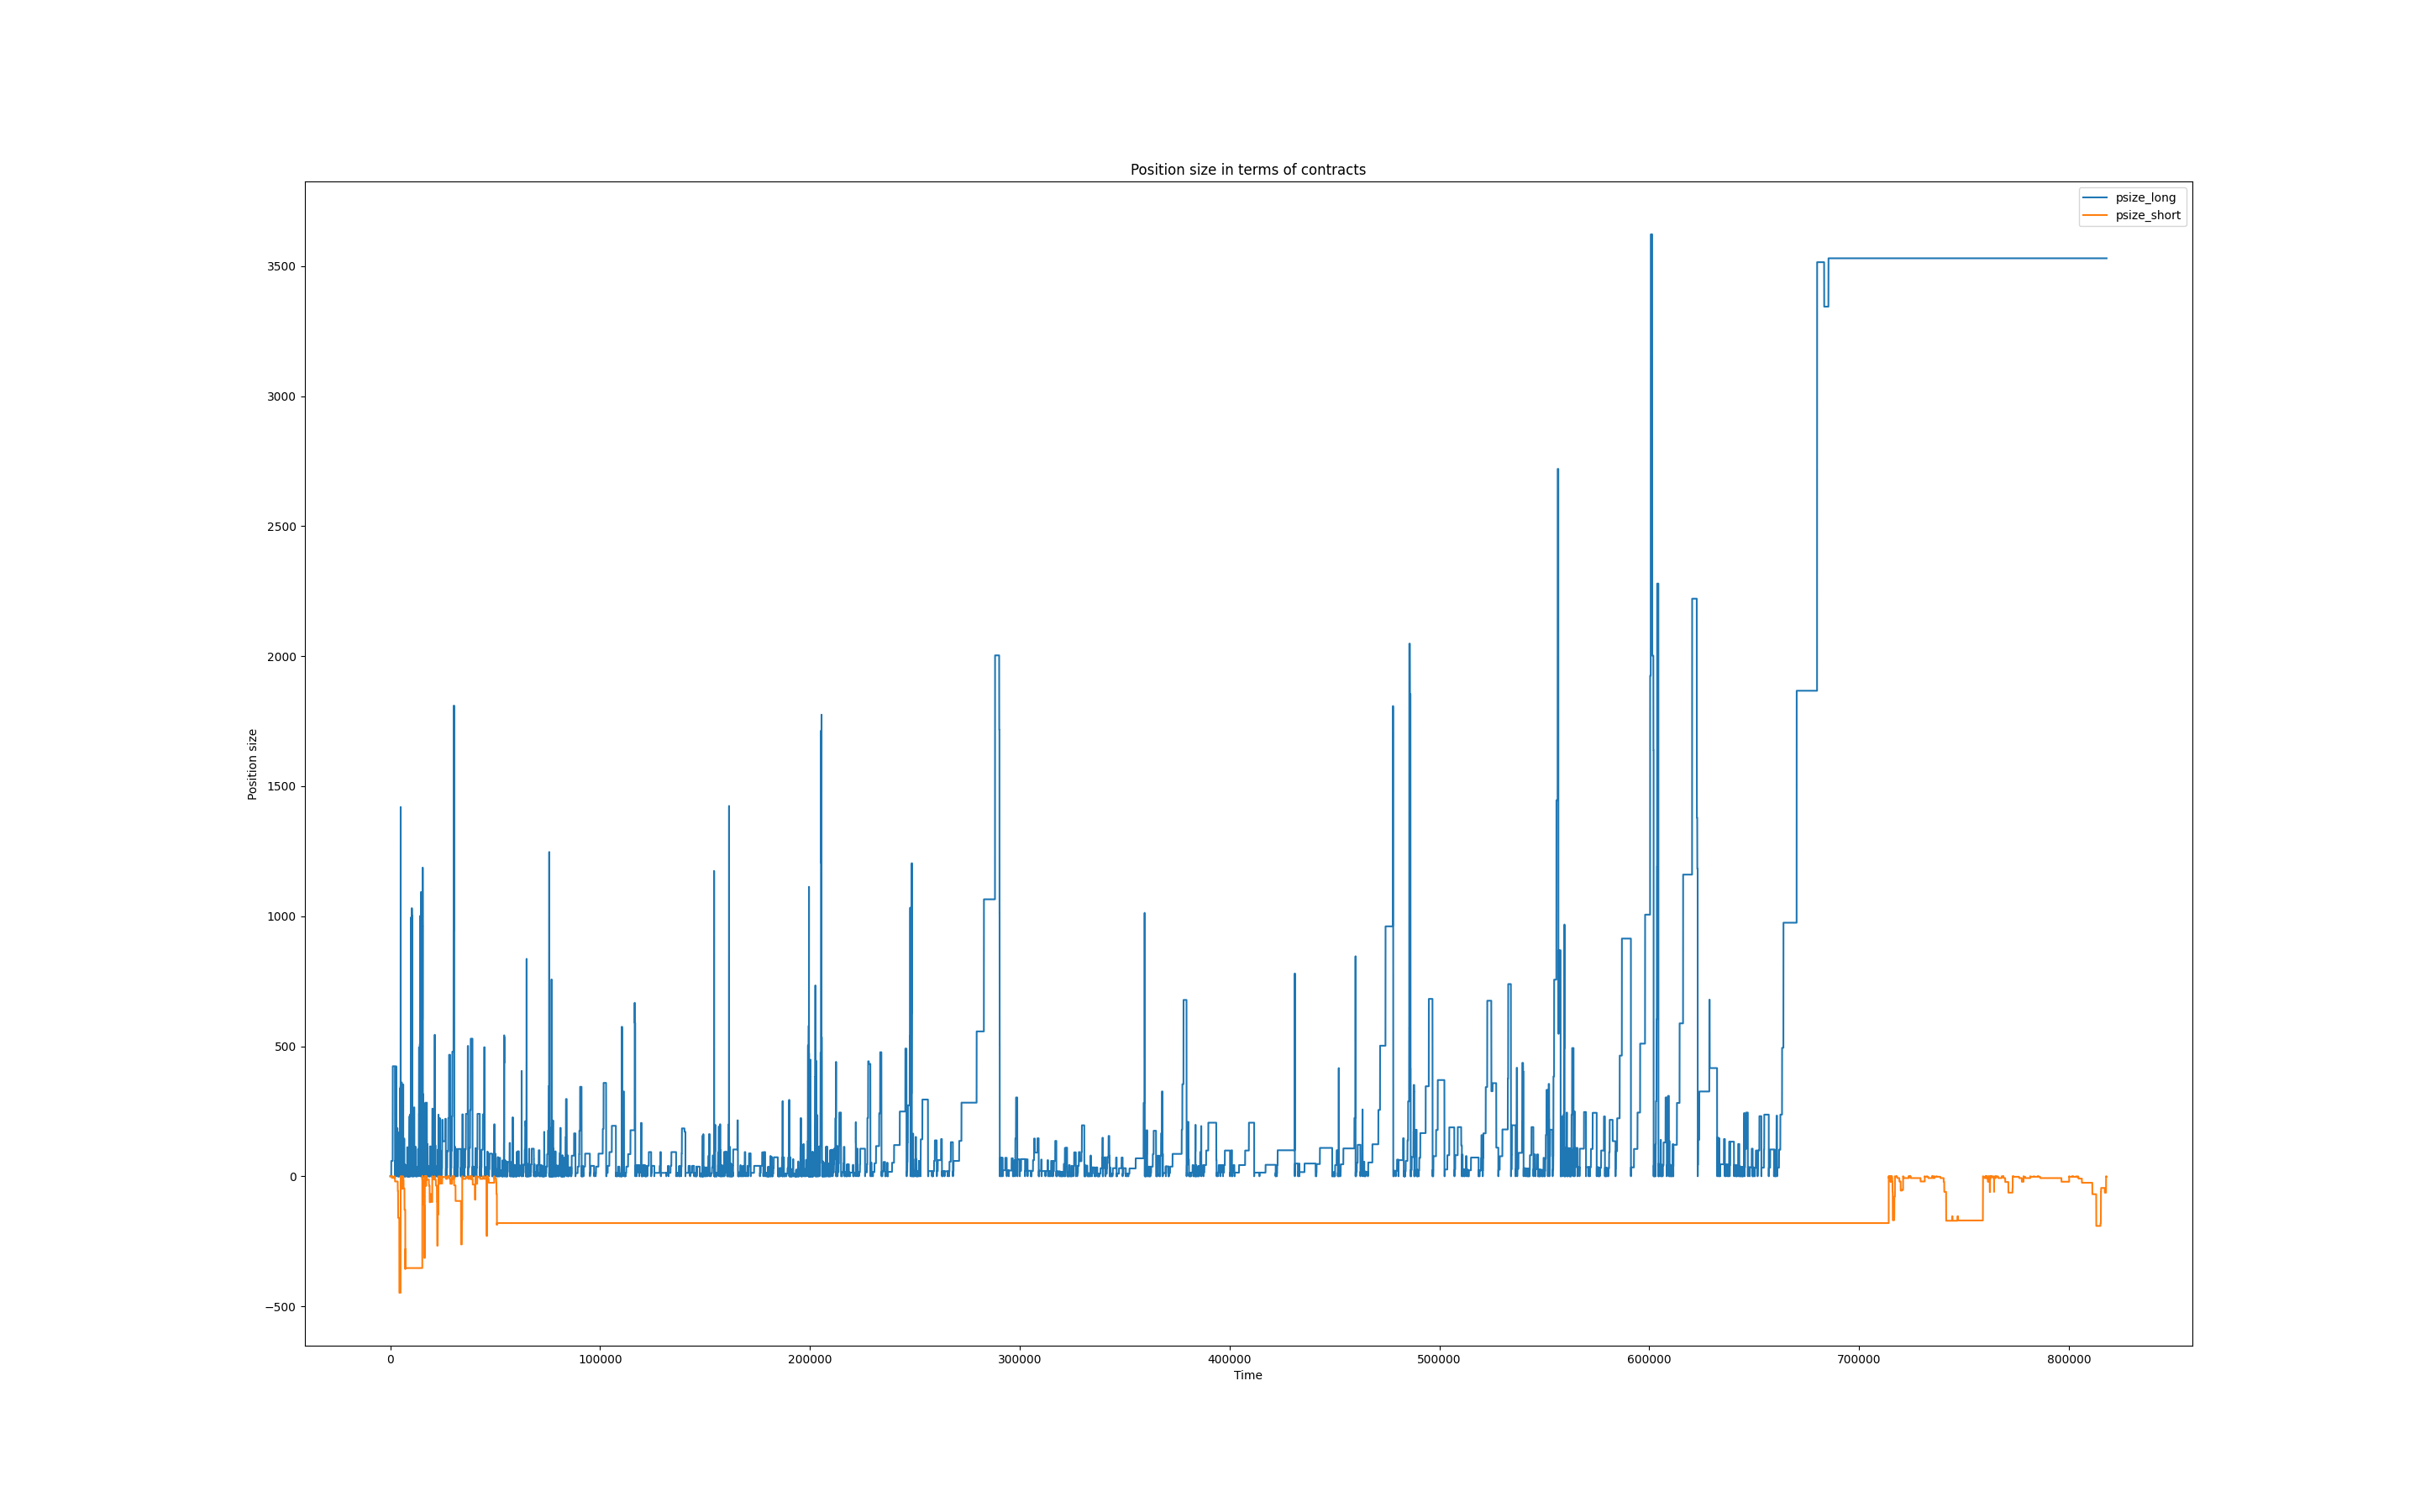 Position size in terms of contracts
psize_long
psize_short
3500
3000
2500
2000
1500
1000
500
0
−500
Position size
0 100000 200000 300000 400000 500000 600000 700000 800000
Time